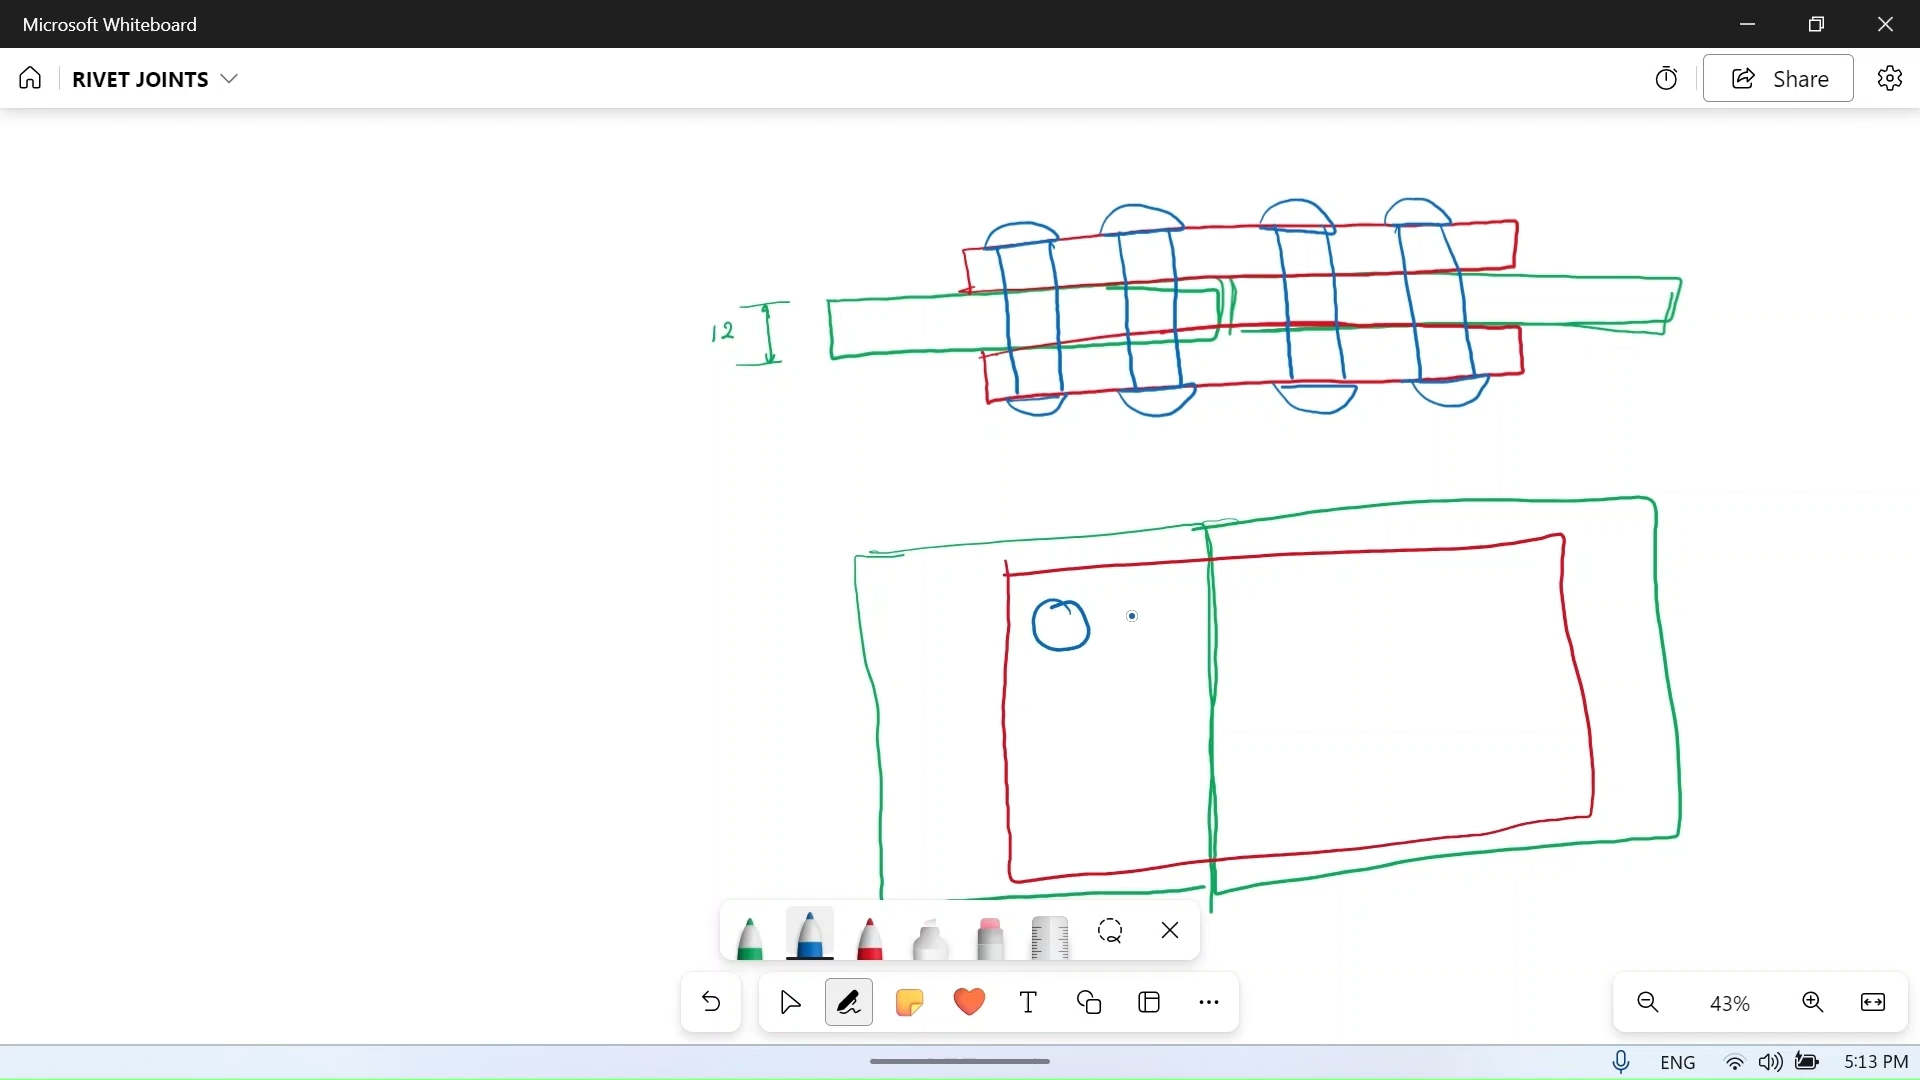 Microsoft Whiteboard
RIVET JOINTS
Share
12
43%
ENG
5:13 PM